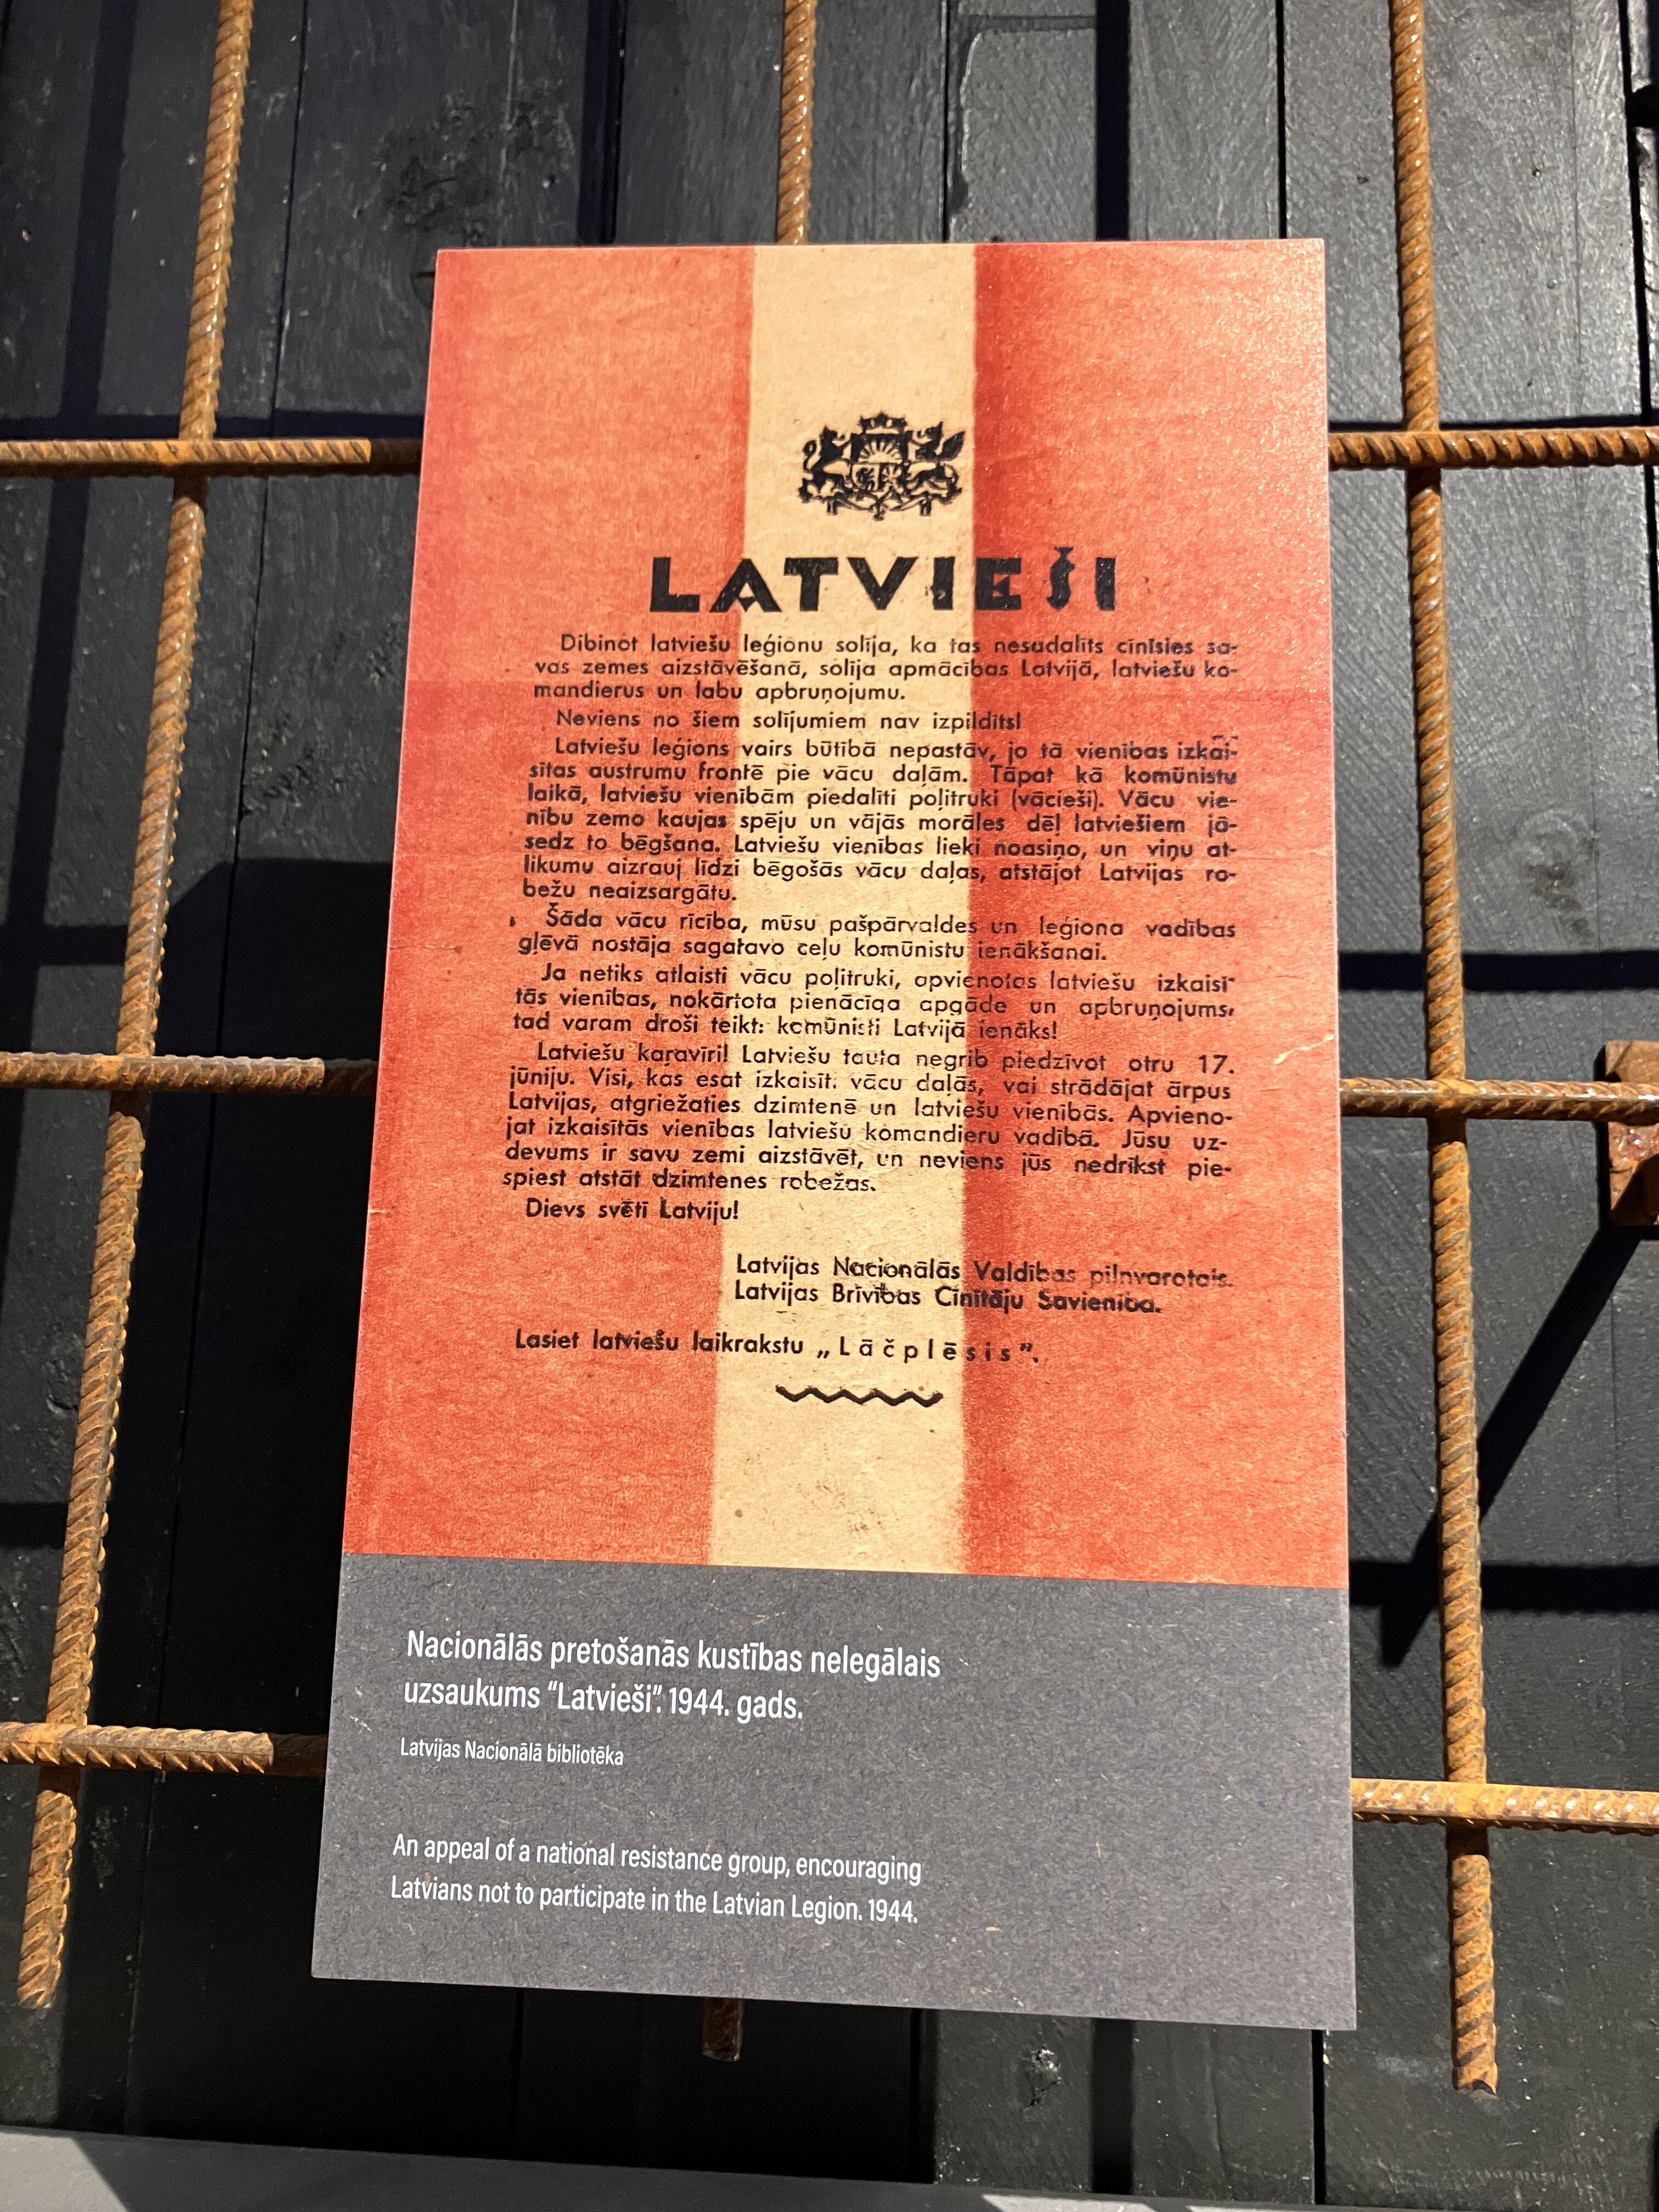 LATVIEŠI
Dibinot latviešu leģionu solīja, ka tas nesadalīts cīnīsies sa-
vas zemes aizstāvēšanā, solīja apmācības Latvijā, latviešu ko-
mandierus un labu apbruņojumu.
Neviens no šiem solījumiem nav izpildīts!
Latviešu leģions vairs būtībā nepastāv, jo tā vienības izkai-
sītas austrumu frontē pie vācu daļām. Tāpat kā komūnistu
laikā, latviešu vienībām piedalīti poļitruki (vācieši). Vācu vie-
nību zemo kaujas spēju un vājās morāles dēļ latviešiem jā-
sedz to bēgšana. Latviešu vienības lieki noasiņo, un viņu at-
likumu aizrauj līdzi bēgošās vācu daļas, atstājot Latvijas ro-
bežu neaizsargātu.
Šāda vācu rīcība, mūsu pašpārvaldes un leģiona vadības
gļēvā nostāja sagatavo ceļu komūnistu ienākšanai.
Ja netiks atlaisti vācu poļitruki, apvienotas latviešu izkaisī-
tās vienības, nokārtota pienācīga apgāde un apbruņojums,
tad varam droši teikt: komūnisti Latvijā ienāks!
Latviešu kaŗavīri! Latviešu tauta negrib piedzīvot otru 17.
jūniju. Visi, kas esat izkaisīti vācu daļās, vai strādājat ārpus
Latvijas, atgriežaties dzimtenē un latviešu vienībās. Apvieno-
jat izkaisītās vienības latviešu komandieru vadībā. Jūsu uz-
devums ir savu zemi aizstāvēt, un neviens jūs nedrīkst pie-
spiest atstāt dzimtenes robežas.
Dievs svētī Latviju!
Latvijas Nacionālās Valdības pilnvarotais.
Latvijas Brīvības Cīnītāju Savienība.
Lasiet latviešu laikrakstu „Lāčplēsis”.
Nacionālās pretošanās kustības nelegālais
uzsaukums “Latvieši”. 1944. gads.
Latvijas Nacionālā bibliotēka
An appeal of a national resistance group, encouraging
Latvians not to participate in the Latvian Legion. 1944.